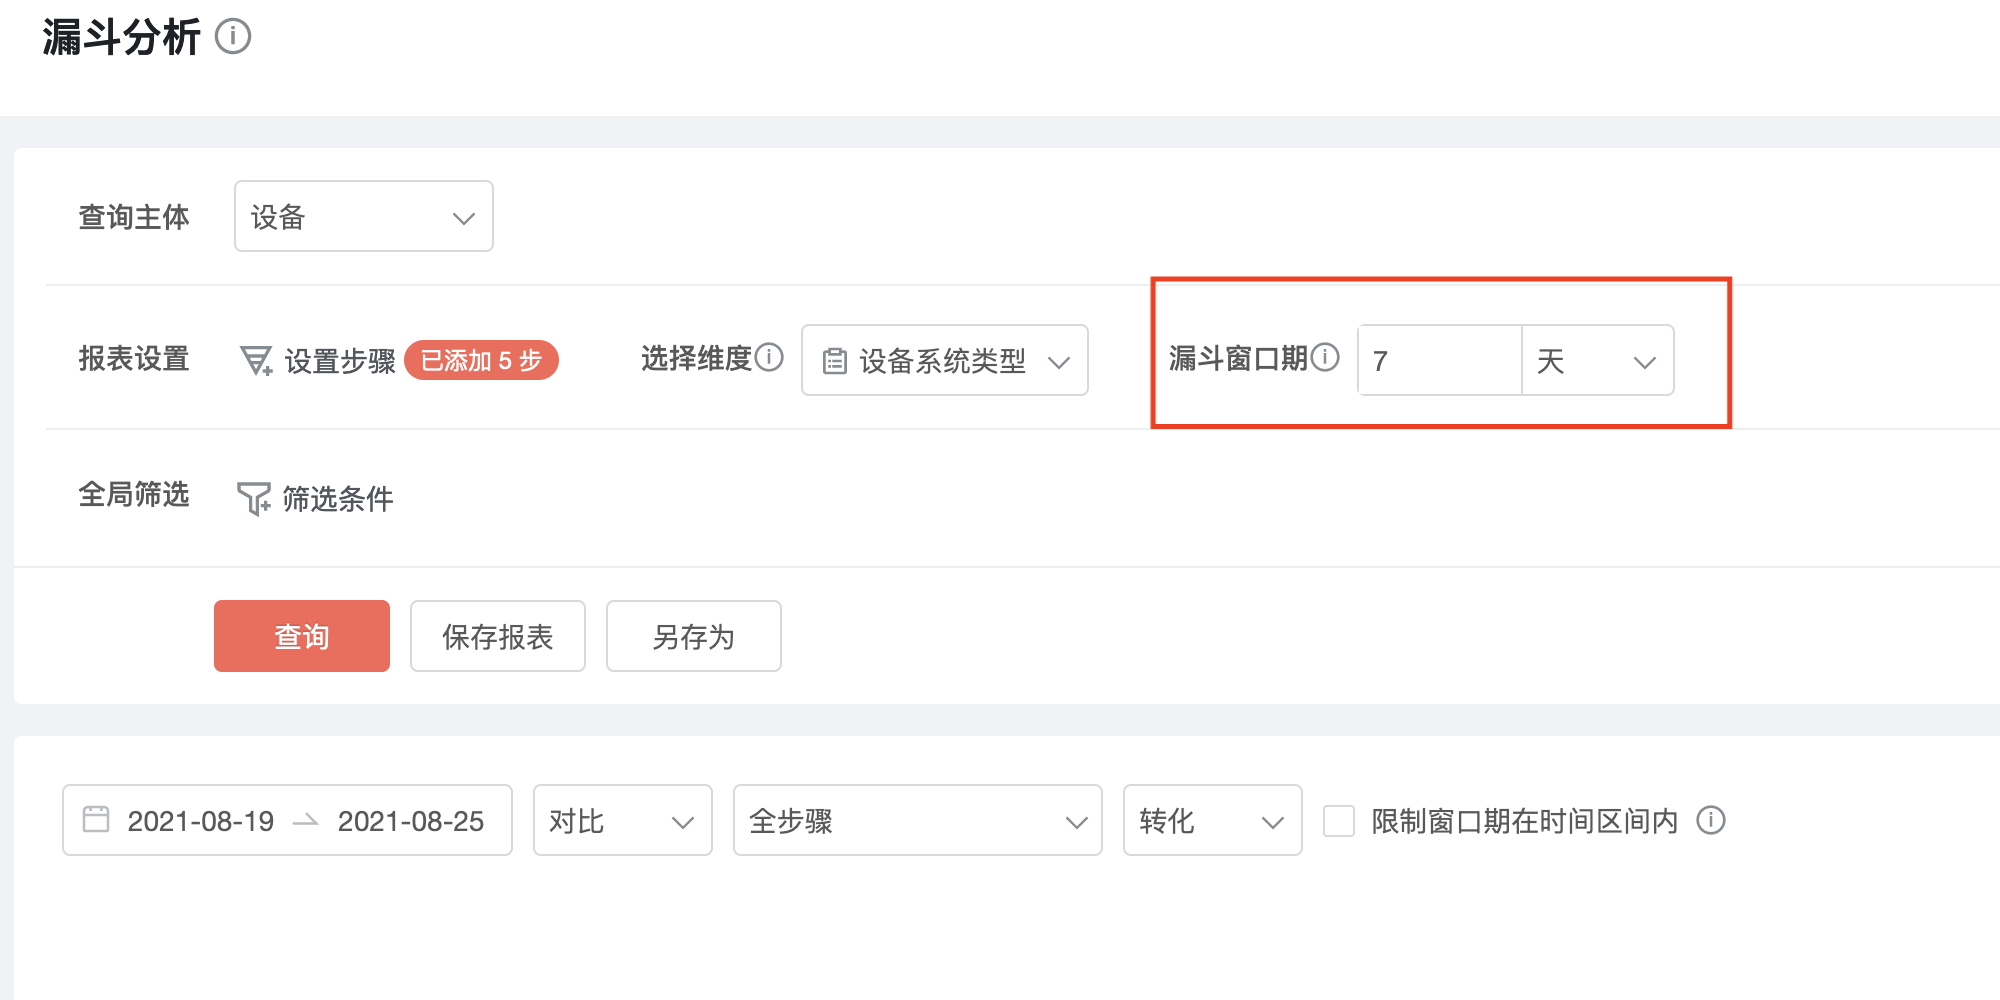 漏斗分析
查询主体 设备
报表设置 设置步骤 已添加 5 步 选择维度 设备系统类型 漏斗窗口期 7 天
全局筛选 筛选条件
查询 保存报表 另存为
2021-08-19 2021-08-25 对比 全步骤 转化 限制窗口期在时间区间内